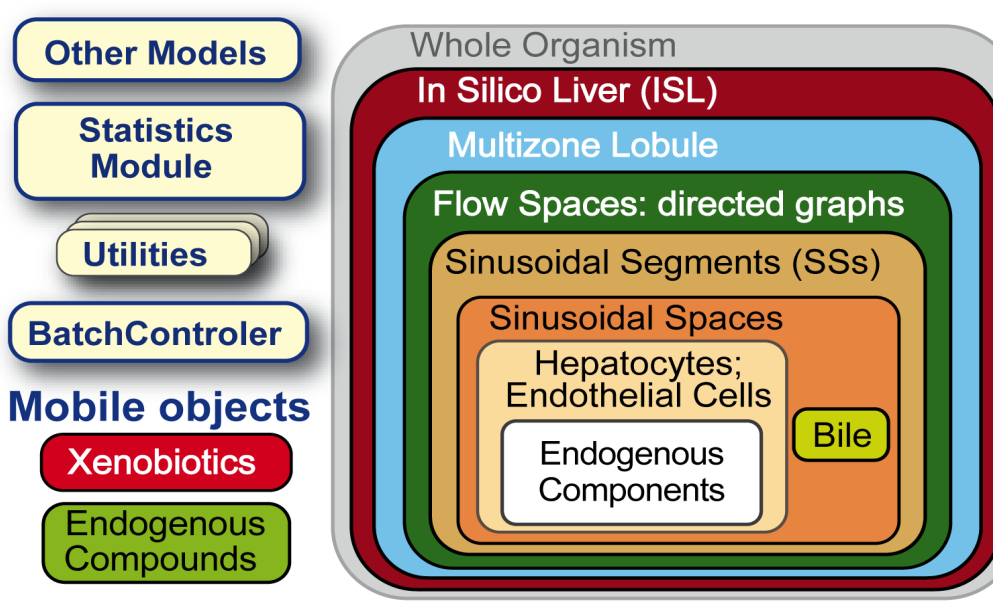 Other Models
Statistics
Module
Utilities
BatchControler
Mobile objects
Xenobiotics
Endogenous
Compounds
Whole Organism
In Silico Liver (ISL)
Multizone Lobule
Flow Spaces: directed graphs
Sinusoidal Segments (SSs)
Sinusoidal Spaces
Hepatocytes;
Endothelial Cells
Endogenous
Components
Bile